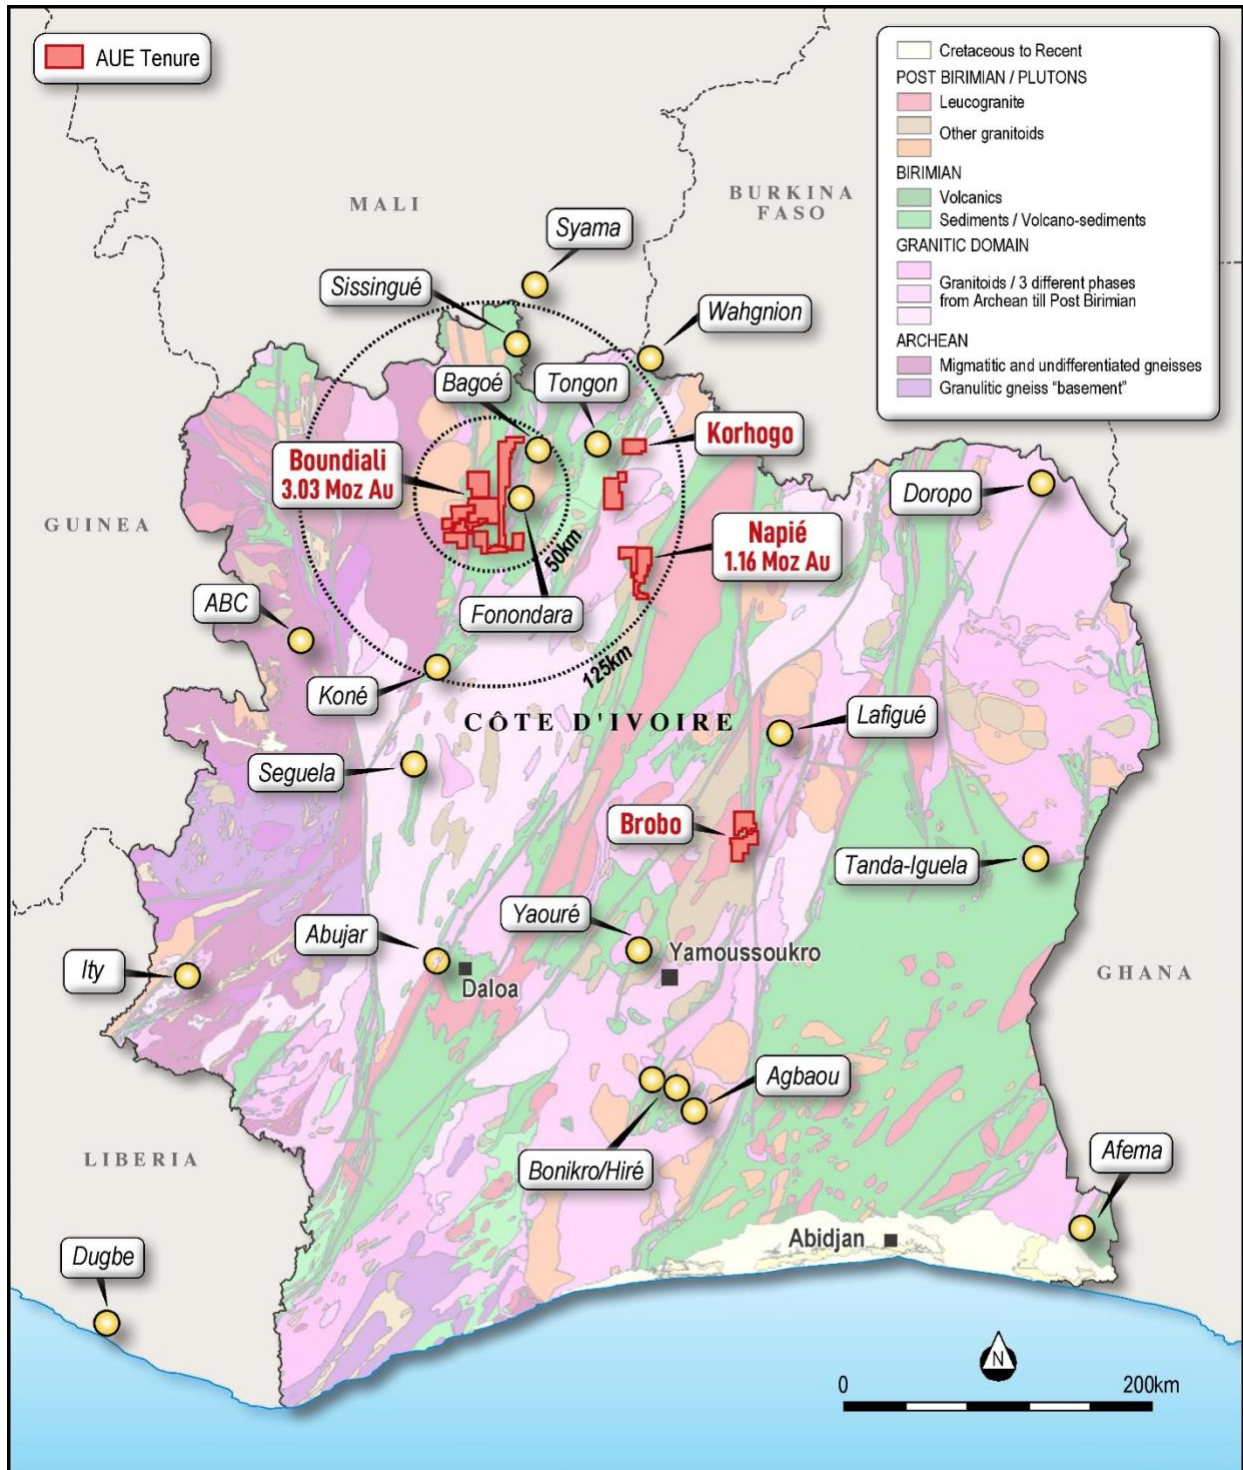 AUE Tenure
Cretaceous to Recent
POST BIRIMIAN / PLUTONS
Leucogranite
Other granitoids
BIRIMIAN
Volcanics
Sediments / Volcano-sediments
GRANITIC DOMAIN
Granitoids / 3 different phases
from Archean till Post Birimian
ARCHEAN
Migmatitic and undifferentiated gneisses
Granulitic gneiss “basement”
MALI
BURKINA
FASO
Syama
Sissingué
Wahgnion
Bagoé
Tongon
Korhogo
Boundiali
3.03 Moz Au
Doropo
GUINEA
Napié
1.16 Moz Au
50km
ABC
Fonondara
125km
Koné
CÔTE D'IVOIRE
Lafigué
Seguela
Brobo
Tanda-Iguela
Yaouré
Abujar
Yamoussoukro
Ity
Daloa
GHANA
Agbaou
Bonikro/Hiré
LIBERIA
Afema
Abidjan
Dugbe
N
0
200km